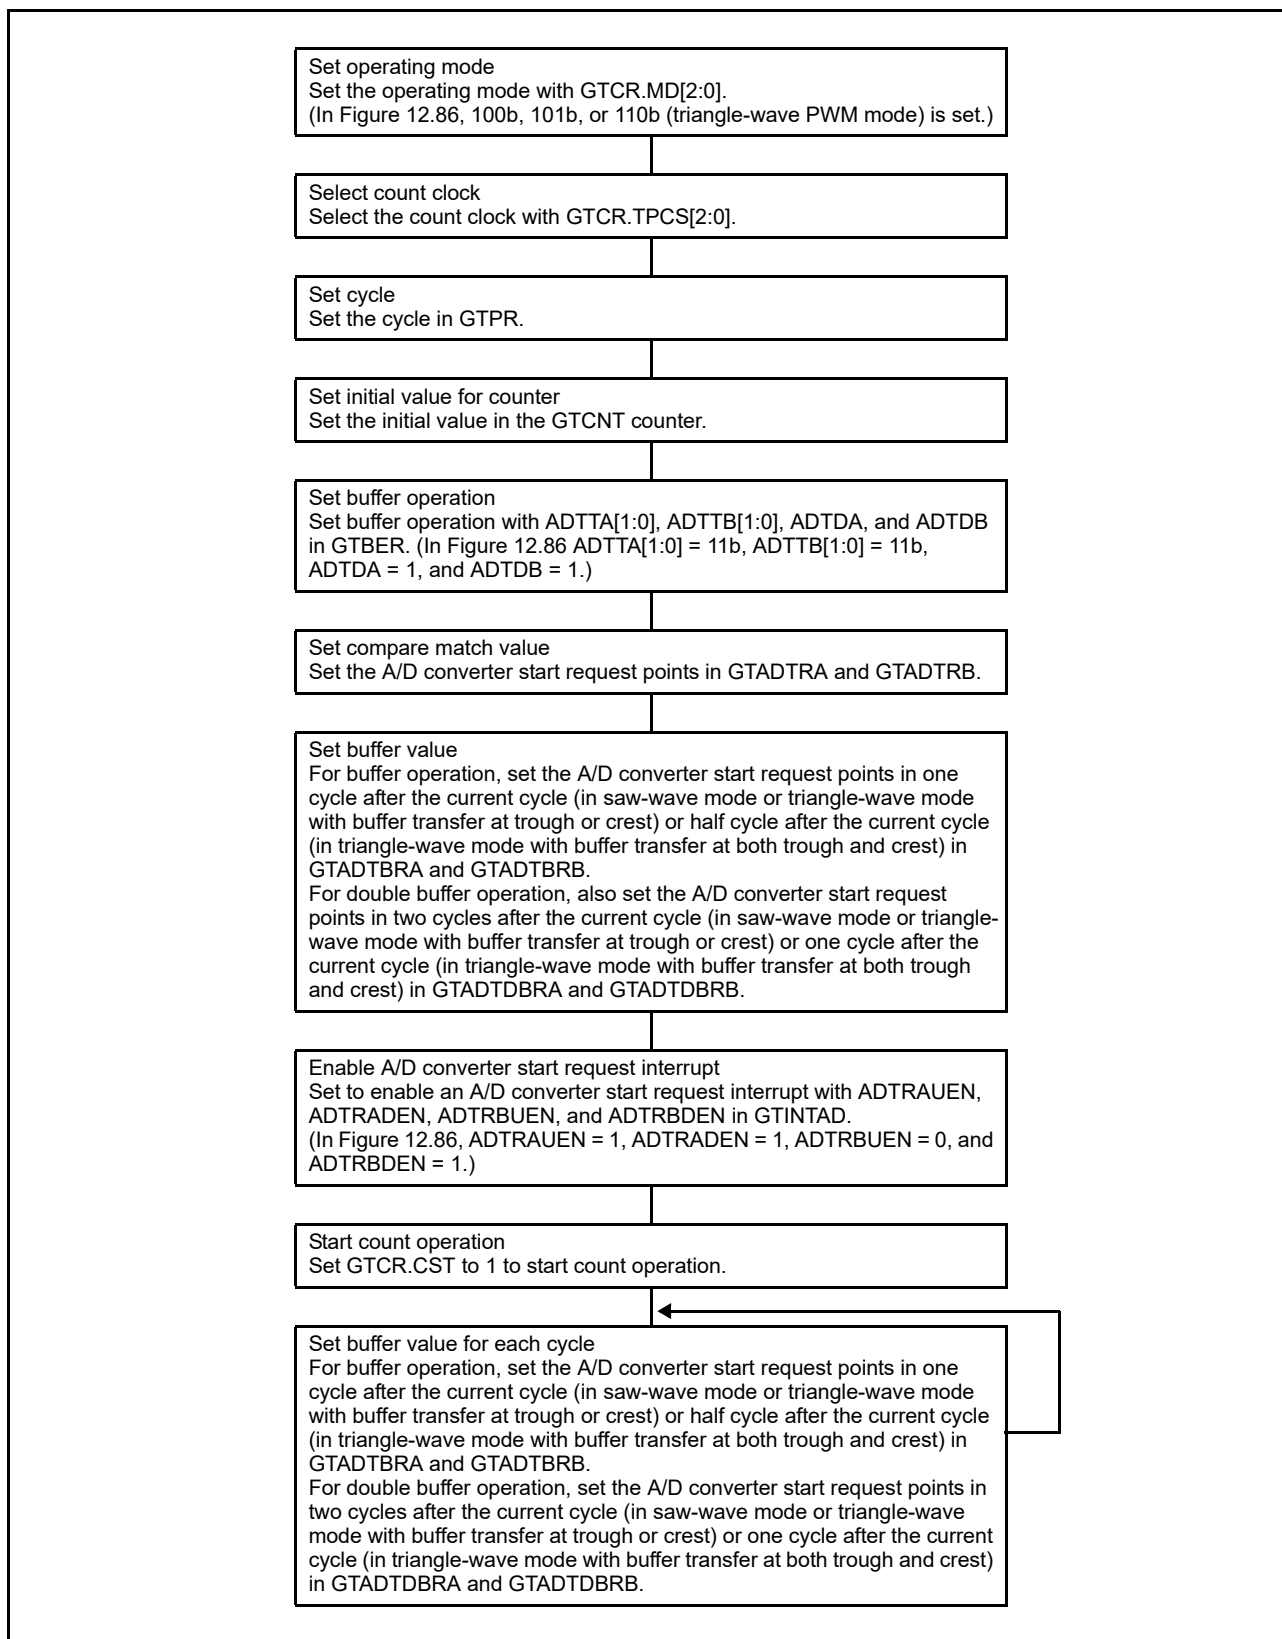 Set operating mode
Set the operating mode with GTCR.MD[2:0].
(In Figure 12.86, 100b, 101b, or 110b (triangle-wave PWM mode) is set.)
Select count clock
Select the count clock with GTCR.TPCS[2:0].
Set cycle
Set the cycle in GTPR.
Set initial value for counter
Set the initial value in the GTCNT counter.
Set buffer operation
Set buffer operation with ADTTA[1:0], ADTTB[1:0], ADTDA, and ADTDB
in GTBER. (In Figure 12.86 ADTTA[1:0] = 11b, ADTTB[1:0] = 11b,
ADTDA = 1, and ADTDB = 1.)
Set compare match value
Set the A/D converter start request points in GTADTRA and GTADTRB.
Set buffer value
For buffer operation, set the A/D converter start request points in one
cycle after the current cycle (in saw-wave mode or triangle-wave mode
with buffer transfer at trough or crest) or half cycle after the current cycle
(in triangle-wave mode with buffer transfer at both trough and crest) in
GTADTBRA and GTADTBRB.
For double buffer operation, also set the A/D converter start request
points in two cycles after the current cycle (in saw-wave mode or triangle-
wave mode with buffer transfer at trough or crest) or one cycle after the
current cycle (in triangle-wave mode with buffer transfer at both trough
and crest) in GTADTDBRA and GTADTDBRB.
Enable A/D converter start request interrupt
Set to enable an A/D converter start request interrupt with ADTRAUEN,
ADTRADEN, ADTRBUEN, and ADTRBDEN in GTINTAD.
(In Figure 12.86, ADTRAUEN = 1, ADTRADEN = 1, ADTRBUEN = 0, and
ADTRBDEN = 1.)
Start count operation
Set GTCR.CST to 1 to start count operation.
Set buffer value for each cycle
For buffer operation, set the A/D converter start request points in one
cycle after the current cycle (in saw-wave mode or triangle-wave mode
with buffer transfer at trough or crest) or half cycle after the current cycle
(in triangle-wave mode with buffer transfer at both trough and crest) in
GTADTBRA and GTADTBRB.
For double buffer operation, set the A/D converter start request points in
two cycles after the current cycle (in saw-wave mode or triangle-wave
mode with buffer transfer at trough or crest) or one cycle after the current
cycle (in triangle-wave mode with buffer transfer at both trough and crest)
in GTADTDBRA and GTADTDBRB.